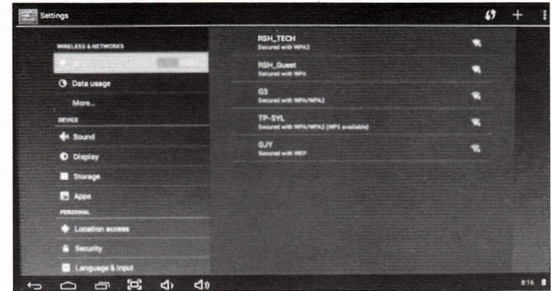 Settings
WIRELESS & NETWORKS
Data usage
More...
DEVICE
Sound
Display
Storage
Apps
PERSONAL
Location access
Security
Language & input
RSH_TECH
Secured with WPA2
RSH_Guest
Secured with WPA
G3
Secured with WPA/WPA2
TP-SYL
Secured with WPA/WPA2 (WPS available)
GJY
Secured with WEP
8:16